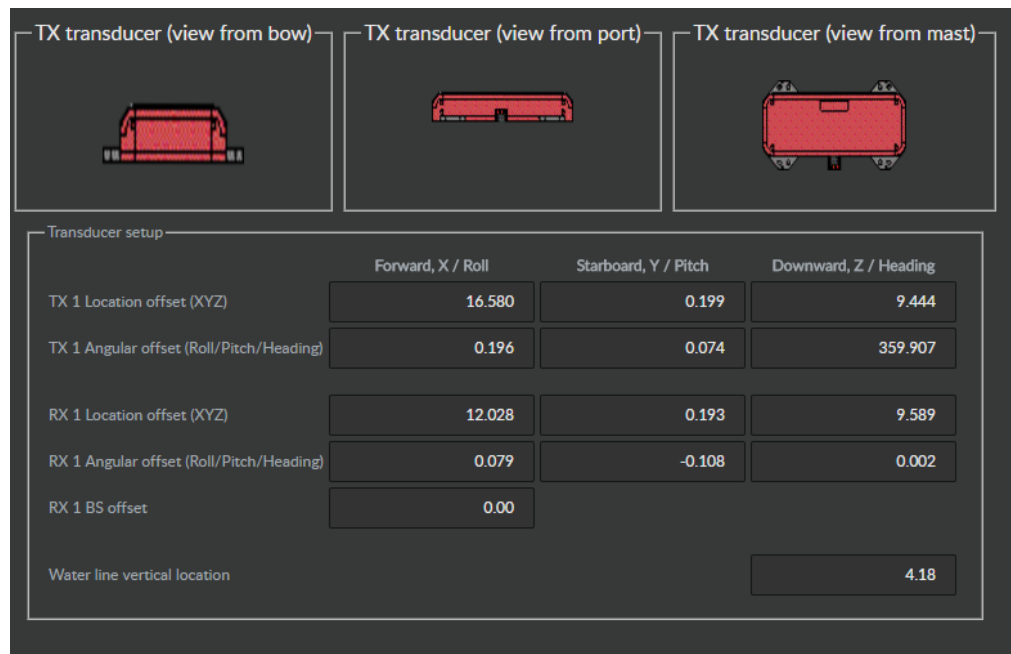 TX transducer (view from bow)
TX transducer (view from port)
TX transducer (view from mast)
Transducer setup
Forward, X / Roll Starboard, Y / Pitch Downward, Z / Heading
TX 1 Location offset (XYZ) 16.580 0.199 9.444
TX 1 Angular offset (Roll/Pitch/Heading) 0.196 0.074 359.907
RX 1 Location offset (XYZ) 12.028 0.193 9.589
RX 1 Angular offset (Roll/Pitch/Heading) 0.079 -0.108 0.002
RX 1 BS offset 0.00
Water line vertical location 4.18